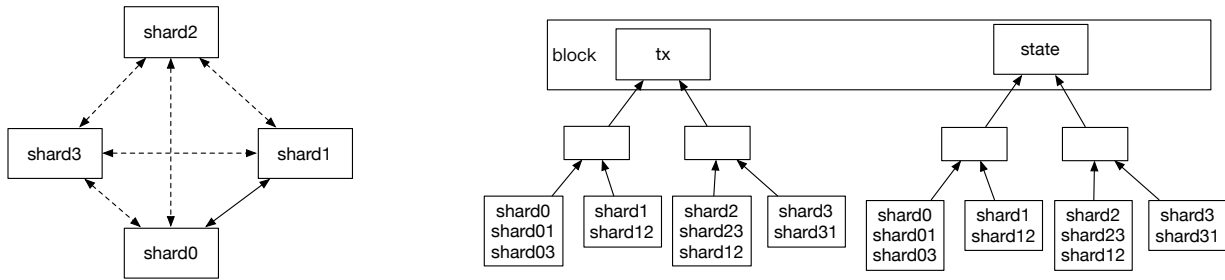 shard2
shard3
shard1
shard0
block
tx
state
shard0
shard01
shard03
shard1
shard12
shard2
shard23
shard12
shard3
shard31
shard0
shard01
shard03
shard1
shard12
shard2
shard23
shard12
shard3
shard31